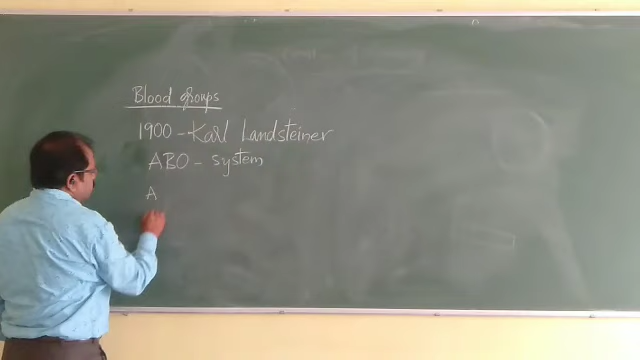 Blood groups
1900 - Karl Landsteiner
ABO - system
A